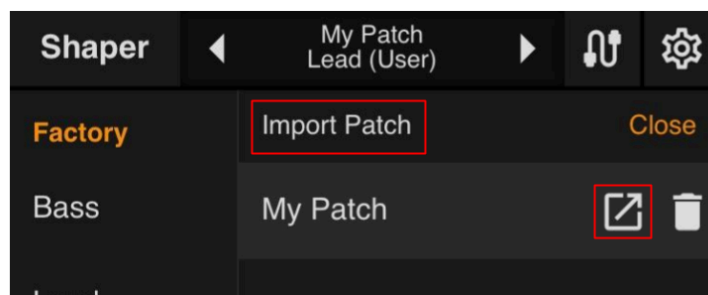 Shaper
My Patch
Lead (User)
Factory
Import Patch
Close
Bass
My Patch